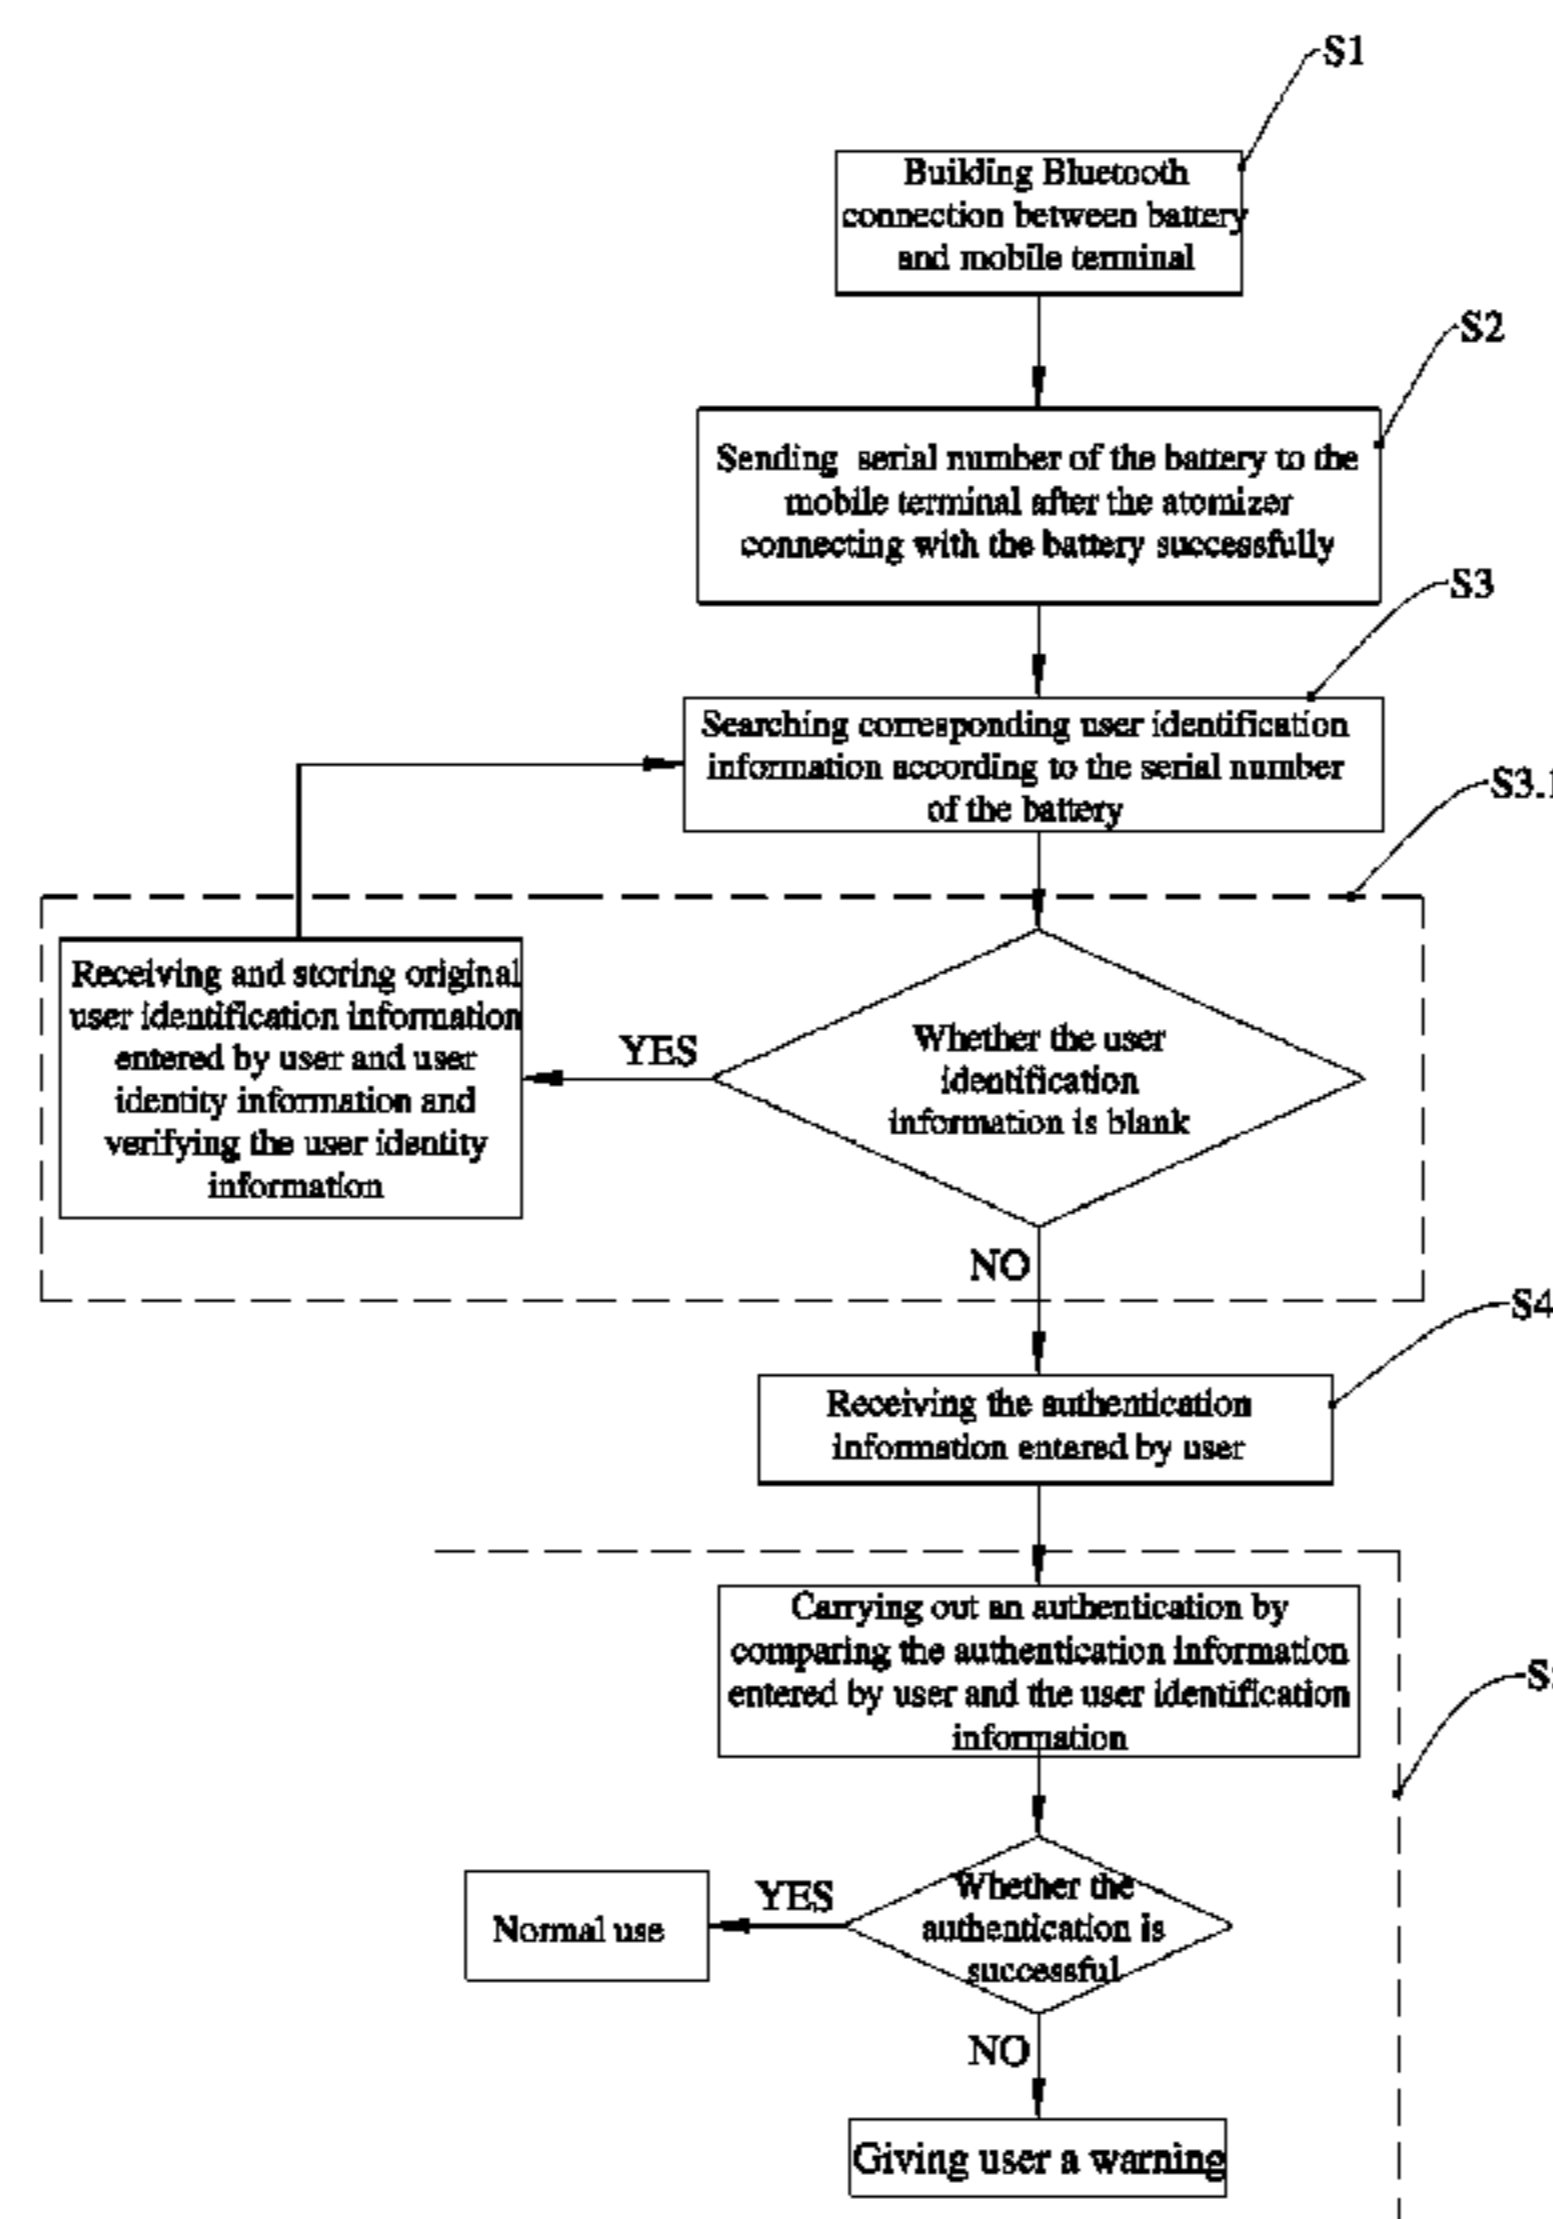 S1
Building Bluetooth
connection between battery
and mobile terminal
S2
Sending serial number of the battery to the
mobile terminal after the atomizer
connecting with the battery successfully
S3
Searching corresponding user identification
information according to the serial number
of the battery
S3.1
Receiving and storing original
user identification information
entered by user and user
identity information and
verifying the user identity
information
YES
Whether the user
identification
information is blank
NO
S4
Receiving the authentication
information entered by user
Carrying out an authentication by
comparing the authentication information
entered by user and the user identification
information
Normal use
YES
Whether the
authentication is
successful
NO
Giving user a warning